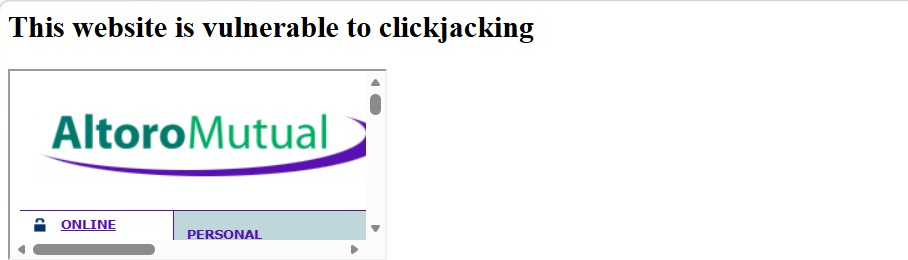 This website is vulnerable to clickjacking
AltoroMutual
ONLINE
PERSONAL